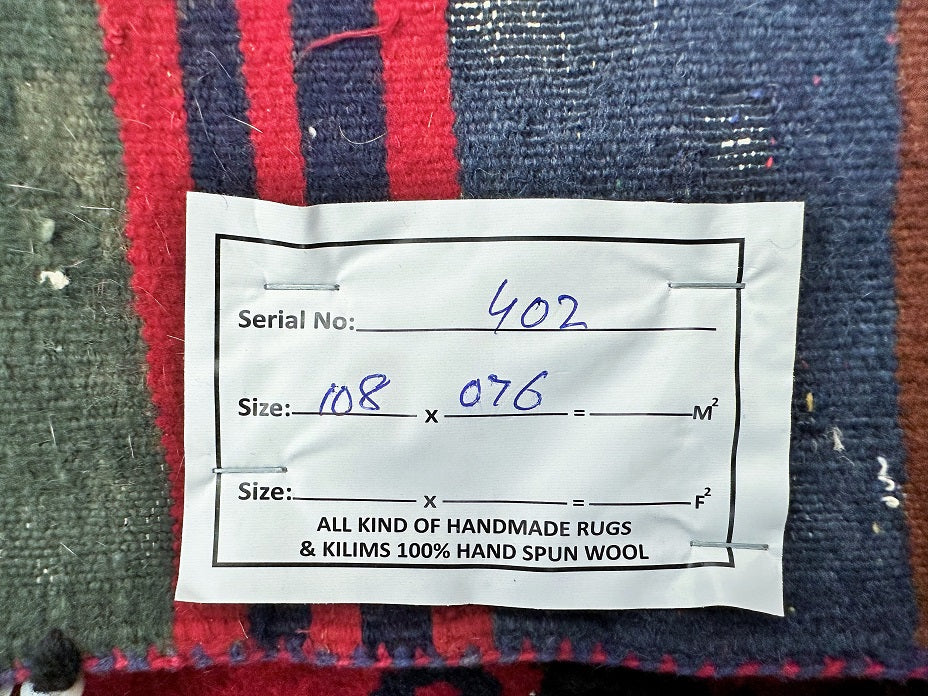 Serial No: 402
Size: 108 x 076 = M²
Size: x = F²
ALL KIND OF HANDMADE RUGS
& KILIMS 100% HAND SPUN WOOL